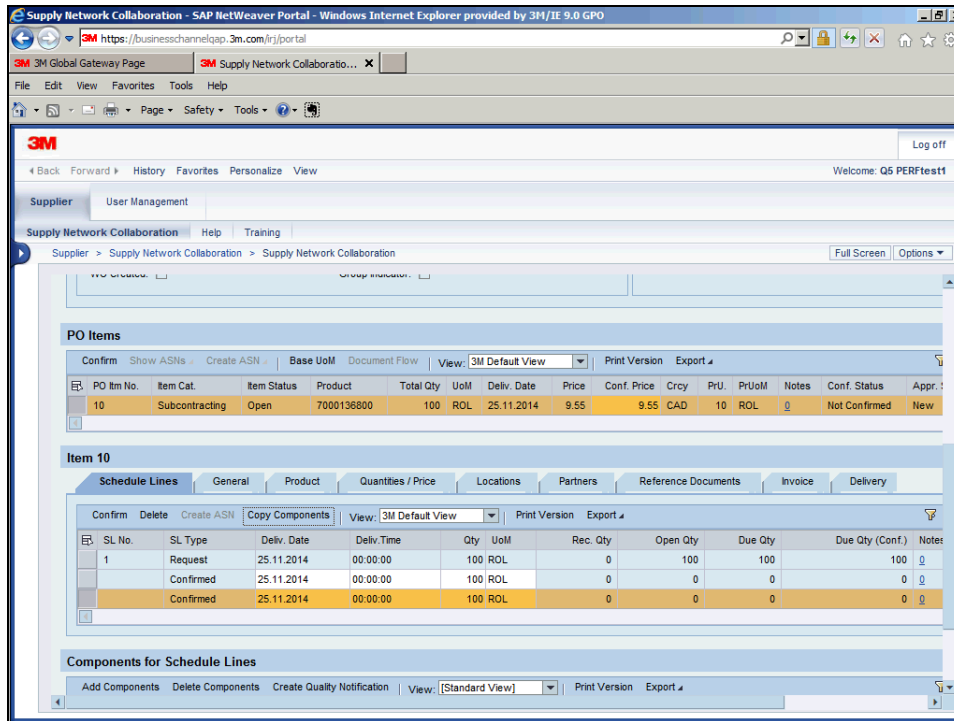 Supply Network Collaboration - SAP NetWeaver Portal - Windows Internet Explorer provided by 3M/IE 9.0 GPO
3M https://businesschannelqap.3m.com/irj/portal
3M 3M Global Gateway Page 3M Supply Network Collaboratio... X
File Edit View Favorites Tools Help
Page Safety Tools
3M
Log off
Back Forward History Favorites Personalize View Welcome: Q5 PERFtest1
Supplier User Management
Supply Network Collaboration Help Training
Supplier > Supply Network Collaboration > Supply Network Collaboration Full Screen Options
WO Created: Group Indicator:
PO Items
Confirm Show ASNs Create ASN Base UoM Document Flow View: 3M Default View Print Version Export
PO Itm No. Item Cat. Item Status Product Total Qty UoM Deliv. Date Price Conf. Price Crcy PrU. PrUoM Notes Conf. Status Appr.
10 Subcontracting Open 7000136800 100 ROL 25.11.2014 9.55 9.55 CAD 10 ROL 0 Not Confirmed New
Item 10
Schedule Lines General Product Quantities / Price Locations Partners Reference Documents Invoice Delivery
Confirm Delete Create ASN Copy Components View: 3M Default View Print Version Export
SL No. SL Type Deliv. Date Deliv.Time Qty UoM Rec. Qty Open Qty Due Qty Due Qty (Conf.) Notes
1 Request 25.11.2014 00:00:00 100 ROL 0 100 100 100 0
Confirmed 25.11.2014 00:00:00 100 ROL 0 0 0 0 0
Confirmed 25.11.2014 00:00:00 100 ROL 0 0 0 0 0
Components for Schedule Lines
Add Components Delete Components Create Quality Notification View: [Standard View] Print Version Export